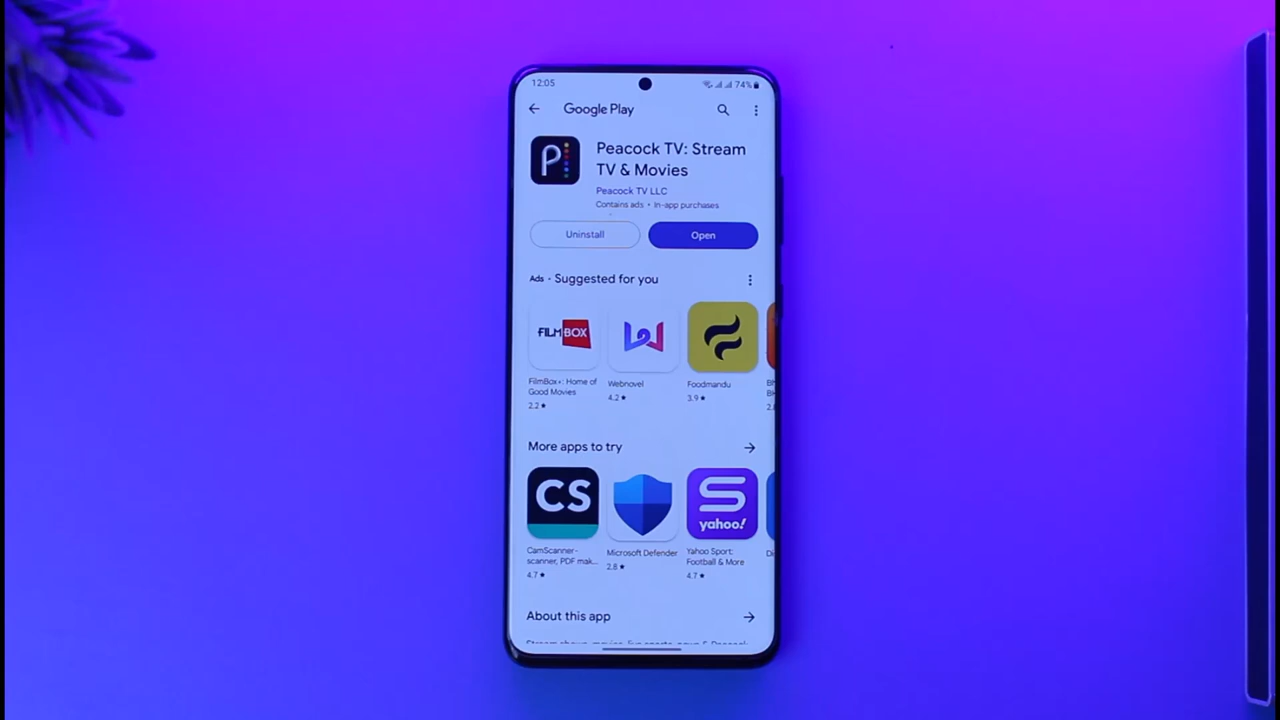 12:05
74%
Google Play
P
Peacock TV: Stream
TV & Movies
Peacock TV LLC
Contains ads • In-app purchases
Uninstall
Open
Ads • Suggested for you
FILMBOX
FilmBox+: Home of
Good Movies
2.2★
Webnovel
4.2★
Foodmandu
3.9★
More apps to try
CS
yahoo!
CamScanner-
scanner, PDF mak...
4.7★
Microsoft Defender
2.8★
Yahoo Sport:
Football & More
4.7★
About this app